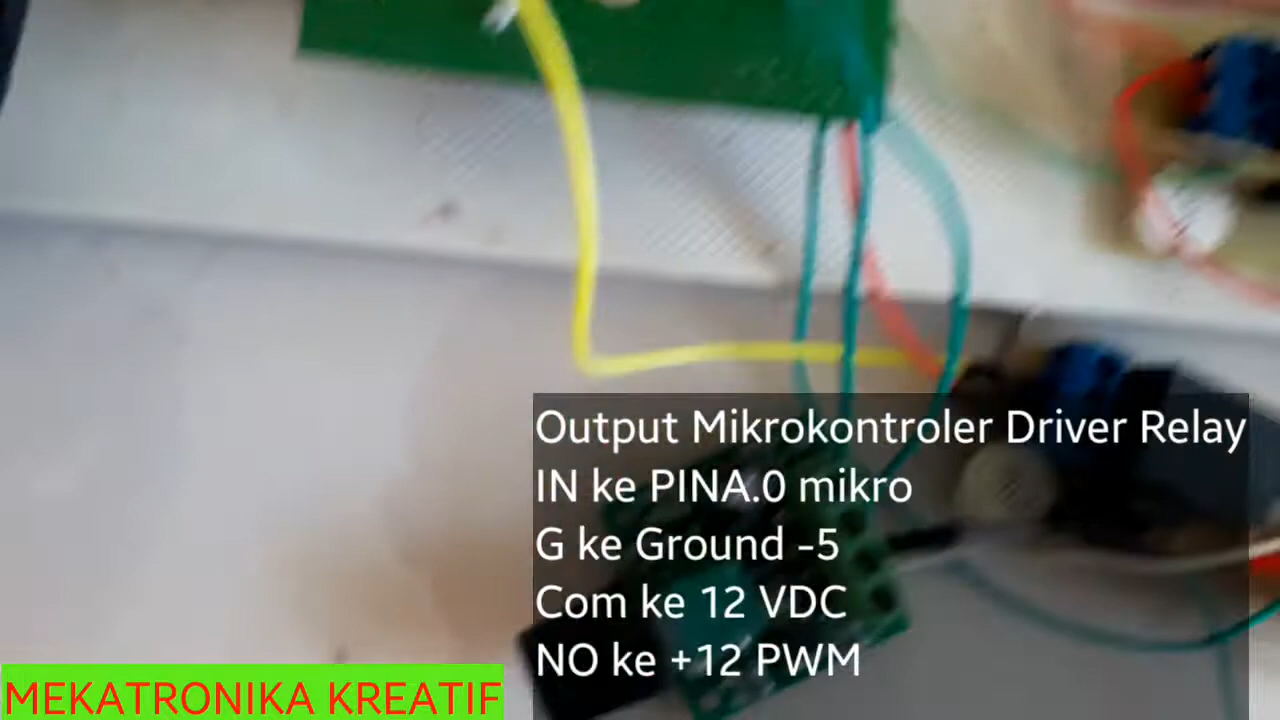 Output Mikrokontroler Driver Relay
IN ke PINA.0 mikro
G ke Ground -5
Com ke 12 VDC
NO ke +12 PWM
MEKATRONIKA KREATIF